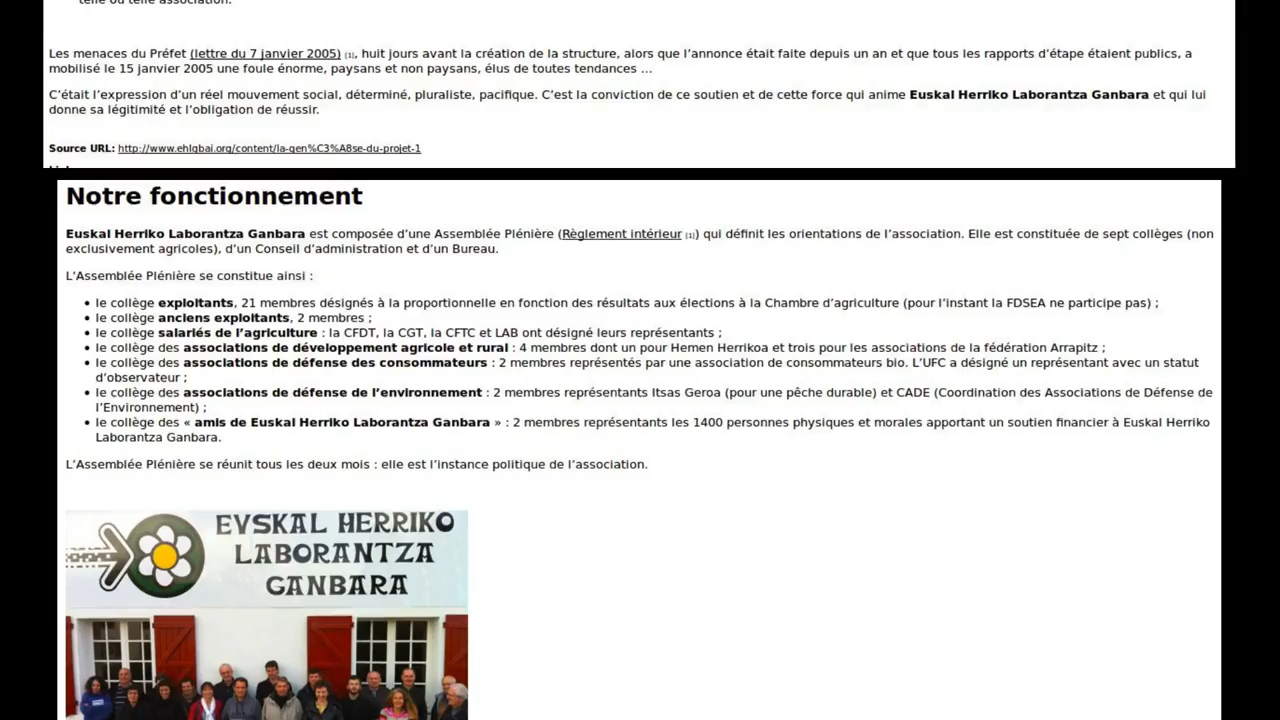 telle ou telle association.
Les menaces du Préfet (lettre du 7 janvier 2005) [1], huit jours avant la création de la structure, alors que l’annonce était faite depuis un an et que tous les rapports d’étape étaient publics, a
mobilisé le 15 janvier 2005 une foule énorme, paysans et non paysans, élus de toutes tendances ...
C’était l’expression d’un réel mouvement social, déterminé, pluraliste, pacifique. C’est la conviction de ce soutien et de cette force qui anime Euskal Herriko Laborantza Ganbara et qui lui
donne sa légitimité et l’obligation de réussir.
Source URL: http://www.ehlgbai.org/content/la-gen%C3%A8se-du-projet-1
Notre fonctionnement
Euskal Herriko Laborantza Ganbara est composée d’une Assemblée Plénière (Règlement intérieur [1]) qui définit les orientations de l’association. Elle est constituée de sept collèges (non
exclusivement agricoles), d’un Conseil d’administration et d’un Bureau.
L’Assemblée Plénière se constitue ainsi :
• le collège exploitants, 21 membres désignés à la proportionnelle en fonction des résultats aux élections à la Chambre d’agriculture (pour l’instant la FDSEA ne participe pas) ;
• le collège anciens exploitants, 2 membres ;
• le collège salariés de l’agriculture : la CFDT, la CGT, la CFTC et LAB ont désigné leurs représentants ;
• le collège des associations de développement agricole et rural : 4 membres dont un pour Hemen Herrikoa et trois pour les associations de la fédération Arrapitz ;
• le collège des associations de défense des consommateurs : 2 membres représentés par une association de consommateurs bio. L’UFC a désigné un représentant avec un statut
d’observateur ;
• le collège des associations de défense de l’environnement : 2 membres représentants Itsas Geroa (pour une pêche durable) et CADE (Coordination des Associations de Défense de
l’Environnement) ;
• le collège des « amis de Euskal Herriko Laborantza Ganbara » : 2 membres représentants les 1400 personnes physiques et morales apportant un soutien financier à Euskal Herriko
Laborantza Ganbara.
L’Assemblée Plénière se réunit tous les deux mois : elle est l’instance politique de l’association.
EVSKAL HERRIKO
LABORANTZA
GANBARA